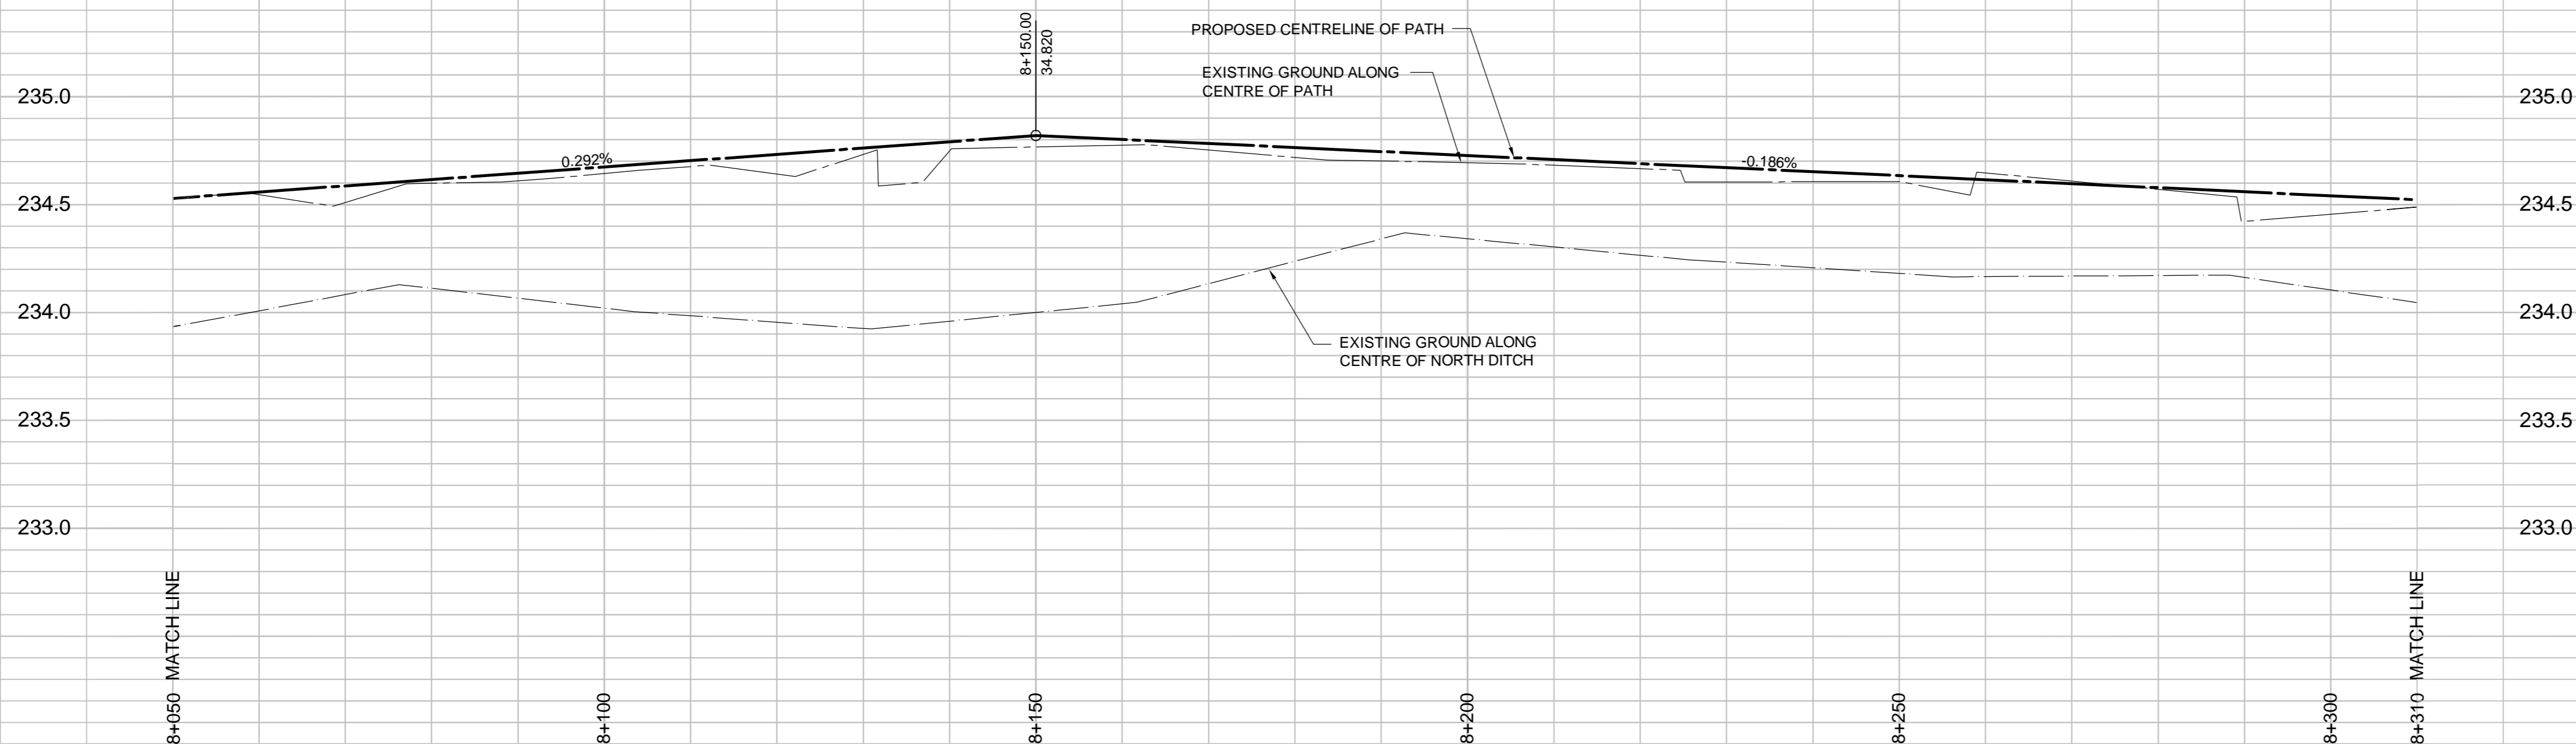 8+150.00
34.820
PROPOSED CENTRELINE OF PATH
EXISTING GROUND ALONG
CENTRE OF PATH
235.0
235.0
0.292%
-0.186%
234.5
234.5
234.0
234.0
EXISTING GROUND ALONG
CENTRE OF NORTH DITCH
233.5
233.5
233.0
233.0
8+050 MATCH LINE
8+100
8+150
8+200
8+250
8+300
8+310 MATCH LINE